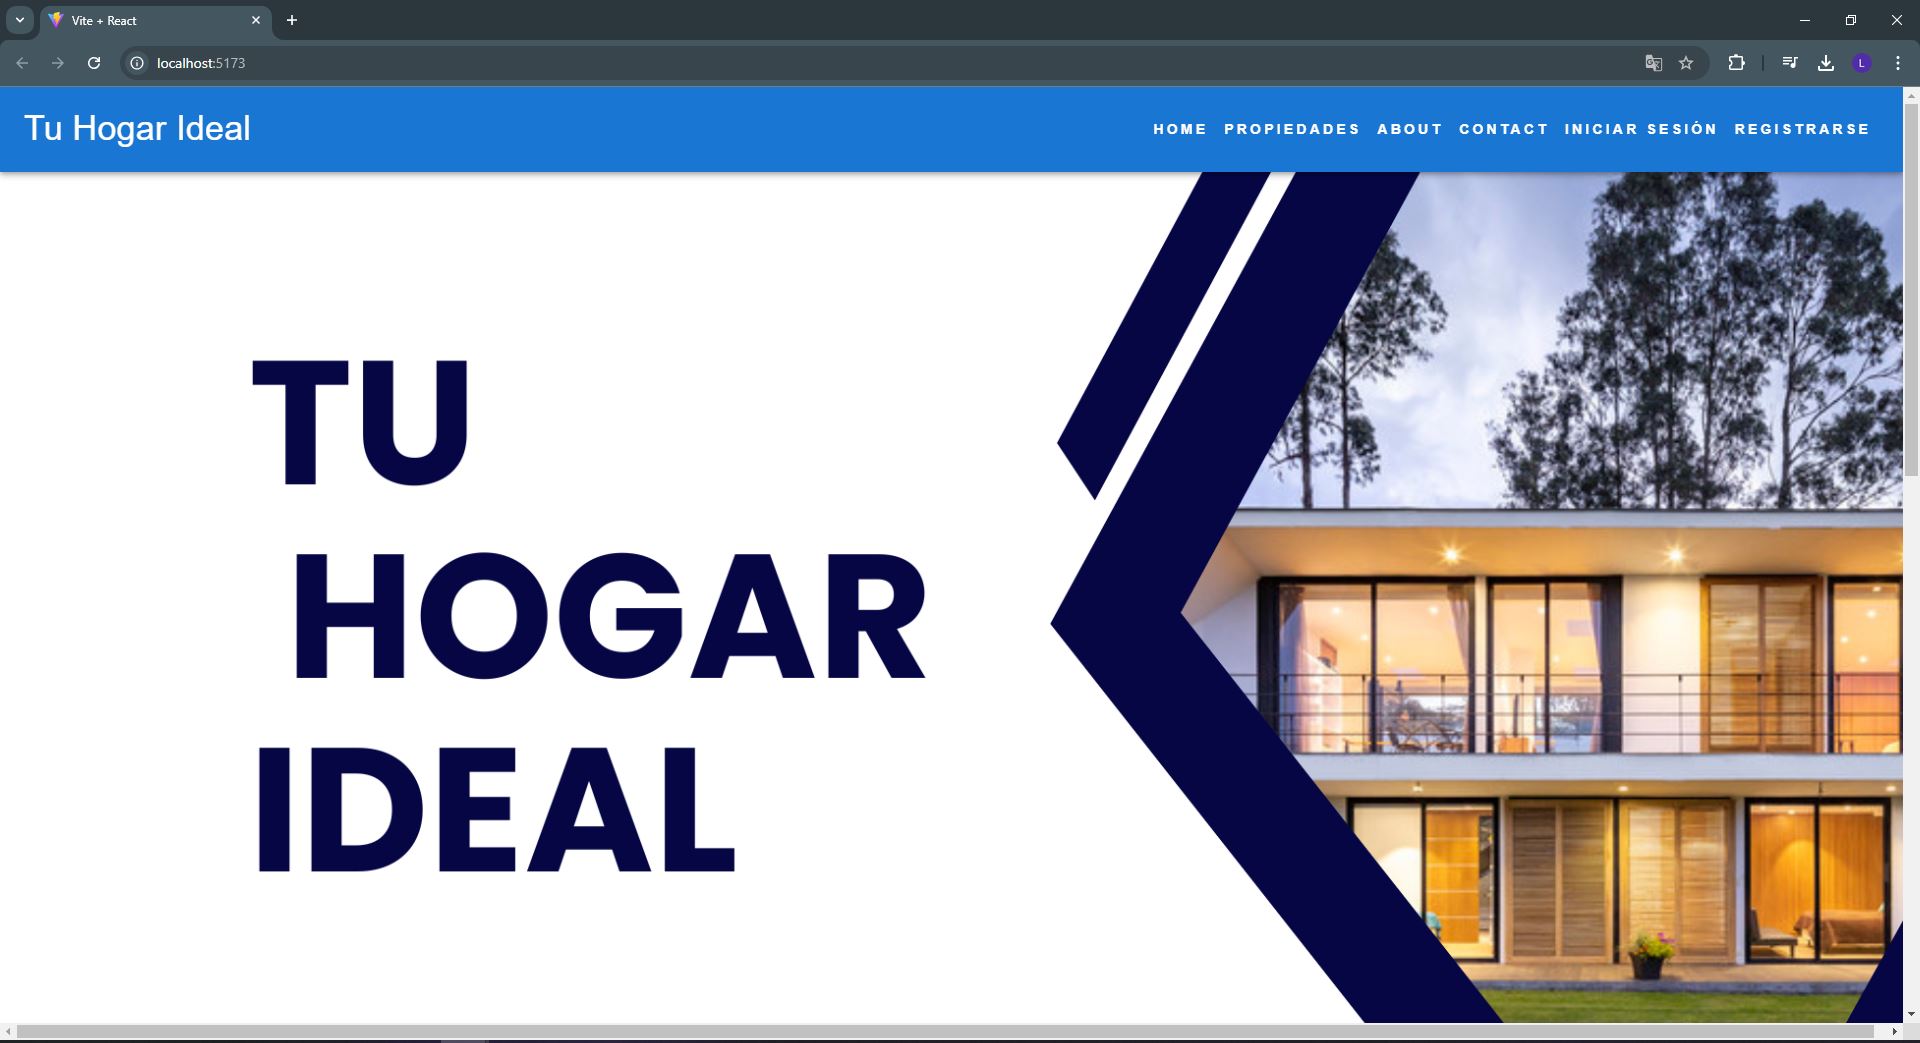 Vite + React
localhost:5173
L
Tu Hogar Ideal
HOME PROPIEDADES ABOUT CONTACT INICIAR SESIÓN REGISTRARSE
TU
HOGAR
IDEAL